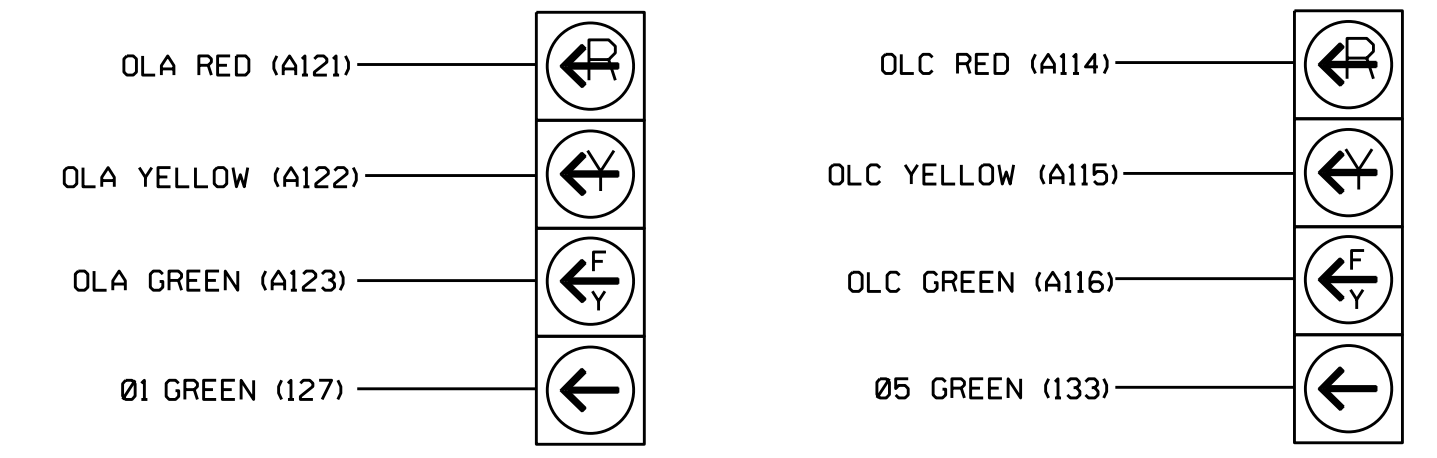 OLA RED (A121)
R
OLA YELLOW (A122)
Y
OLA GREEN (A123)
F
Y
Ø1 GREEN (127)
OLC RED (A114)
R
OLC YELLOW (A115)
Y
OLC GREEN (A116)
F
Y
Ø5 GREEN (133)